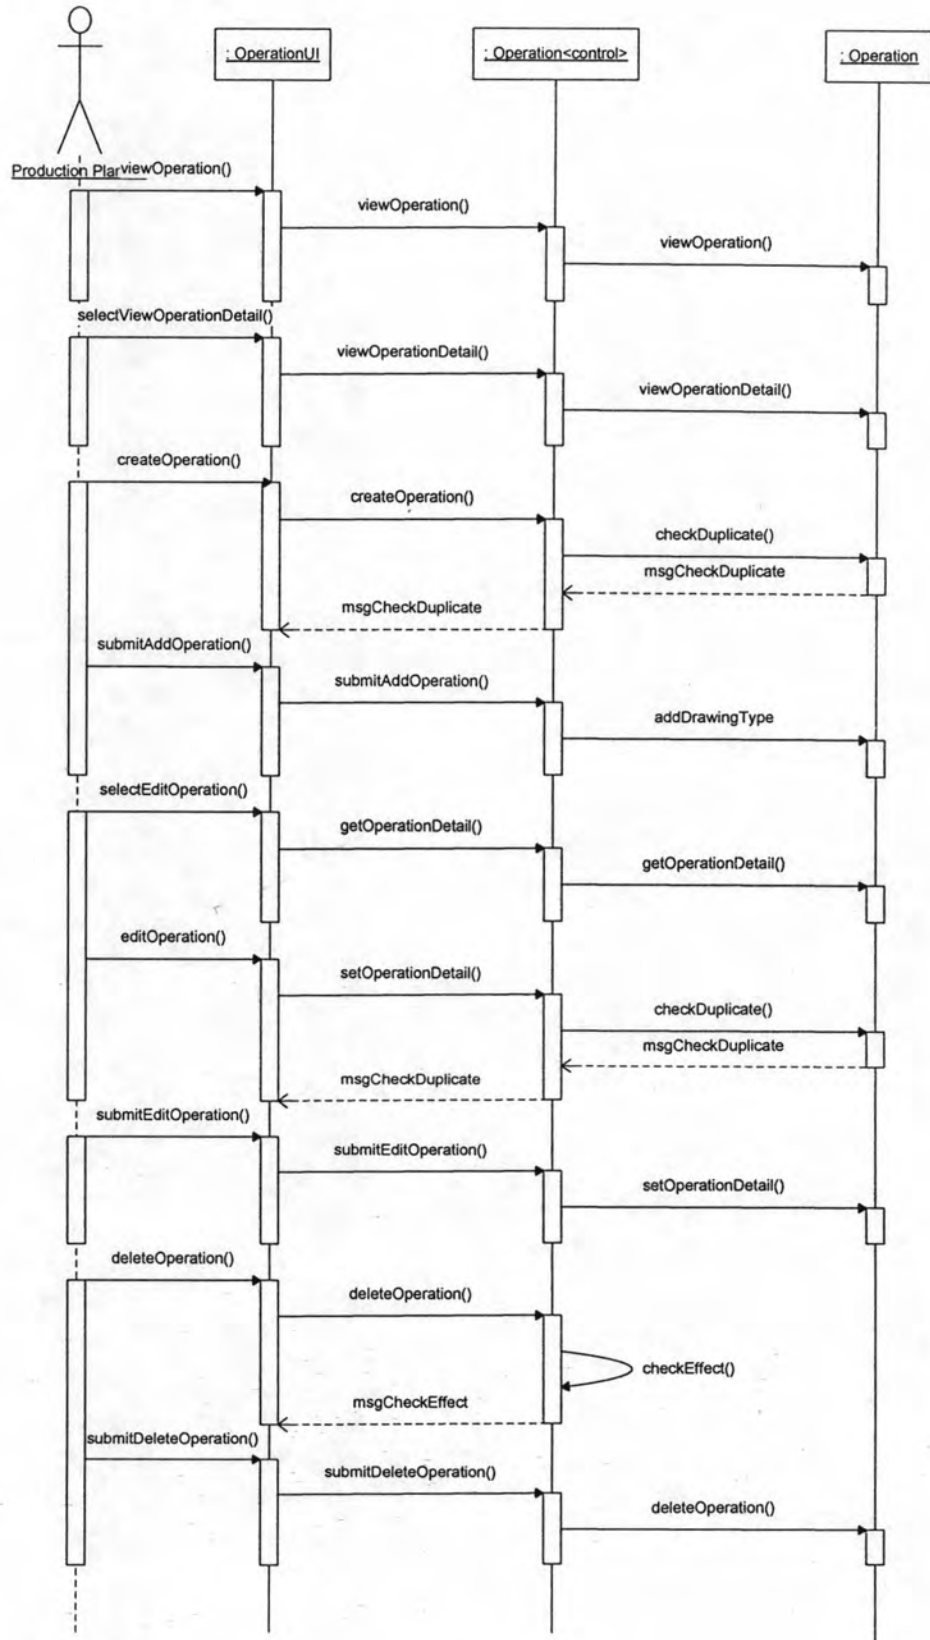 : OperationUI
: Operation<control>
: Operation
Production Plan
viewOperation()
viewOperation()
viewOperation()
selectViewOperationDetail()
viewOperationDetail()
viewOperationDetail()
createOperation()
createOperation()
checkDuplicate()
msgCheckDuplicate
msgCheckDuplicate
submitAddOperation()
submitAddOperation()
addDrawingType
selectEditOperation()
getOperationDetail()
getOperationDetail()
editOperation()
setOperationDetail()
checkDuplicate()
msgCheckDuplicate
msgCheckDuplicate
submitEditOperation()
submitEditOperation()
setOperationDetail()
deleteOperation()
deleteOperation()
checkEffect()
msgCheckEffect
submitDeleteOperation()
submitDeleteOperation()
deleteOperation()